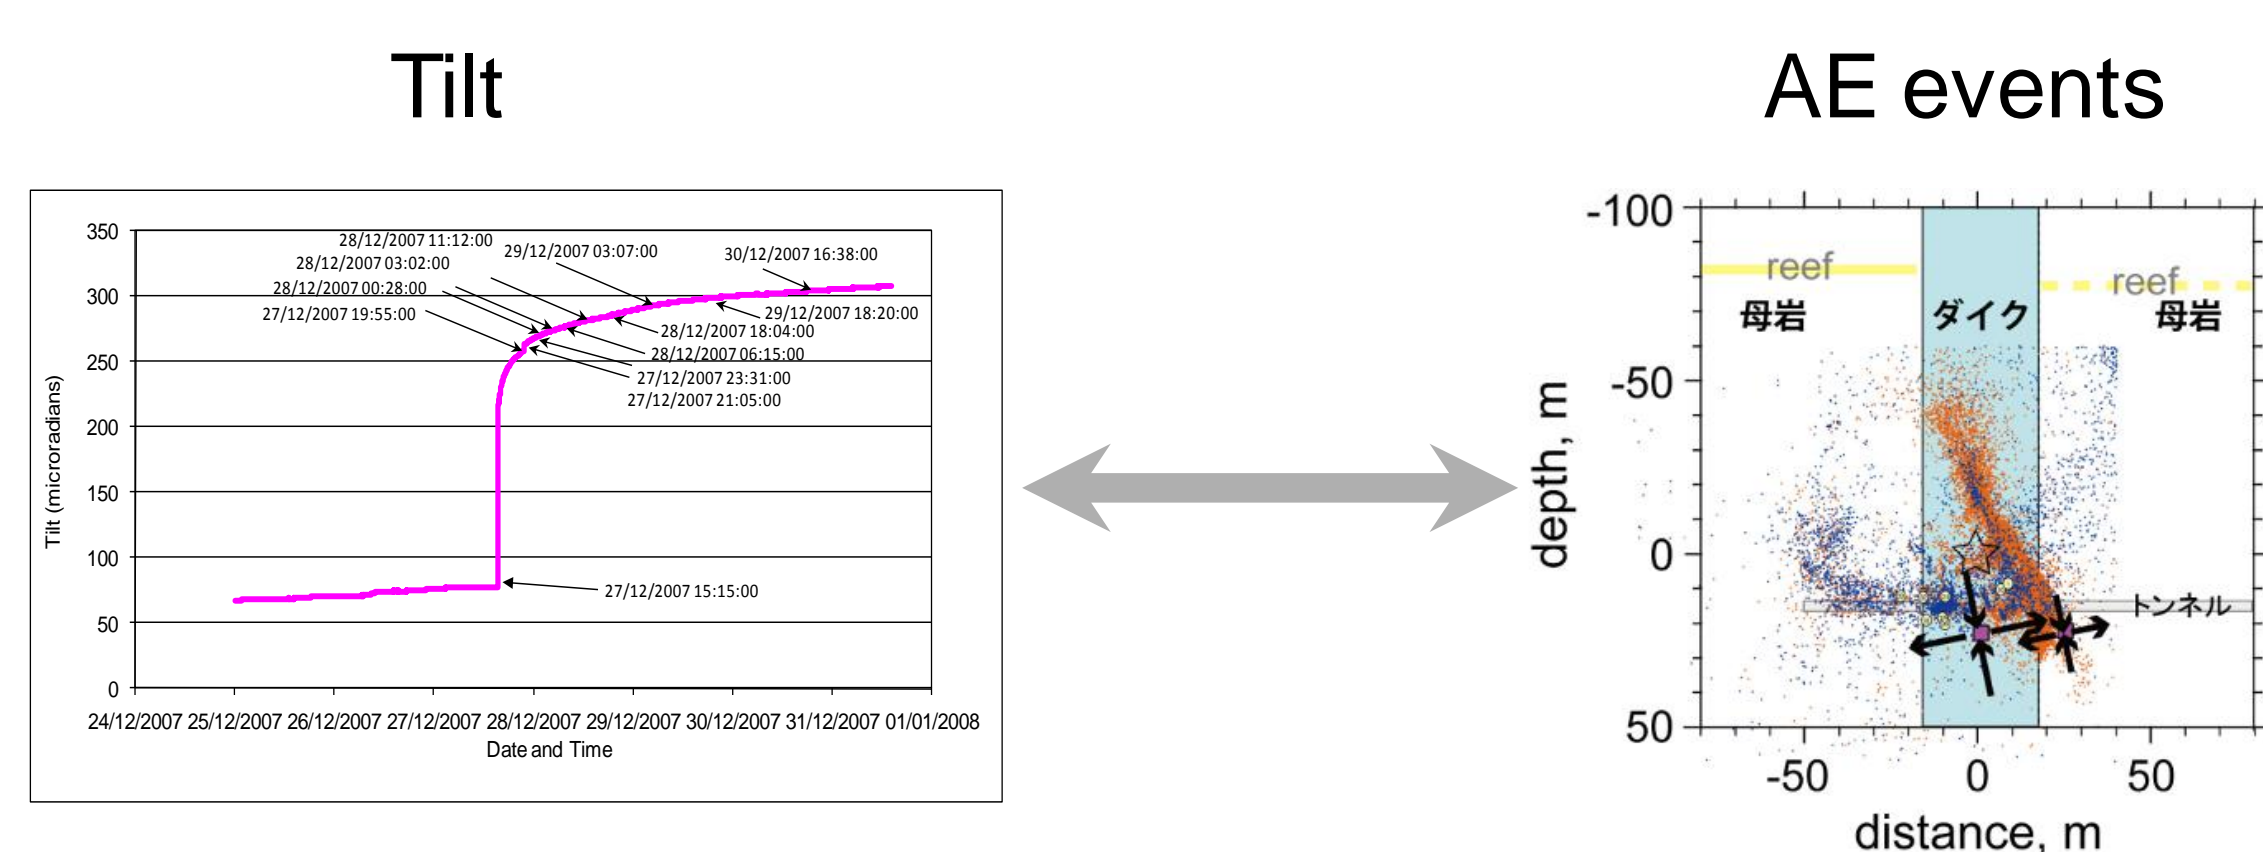 Tilt
AE events
350
300
250
200
150
100
50
0
Tilt (microradians)
28/12/2007 11:12:00
28/12/2007 03:02:00
28/12/2007 00:28:00
27/12/2007 19:55:00
29/12/2007 03:07:00
30/12/2007 16:38:00
29/12/2007 18:20:00
28/12/2007 18:04:00
28/12/2007 06:15:00
27/12/2007 23:31:00
27/12/2007 21:05:00
27/12/2007 15:15:00
24/12/2007 25/12/2007 26/12/2007 27/12/2007 28/12/2007 29/12/2007 30/12/2007 31/12/2007 01/01/2008
Date and Time
-100
-50
0
50
depth, m
reef
reef
母岩
ダイク
母岩
トンネル
-50 0 50
distance, m